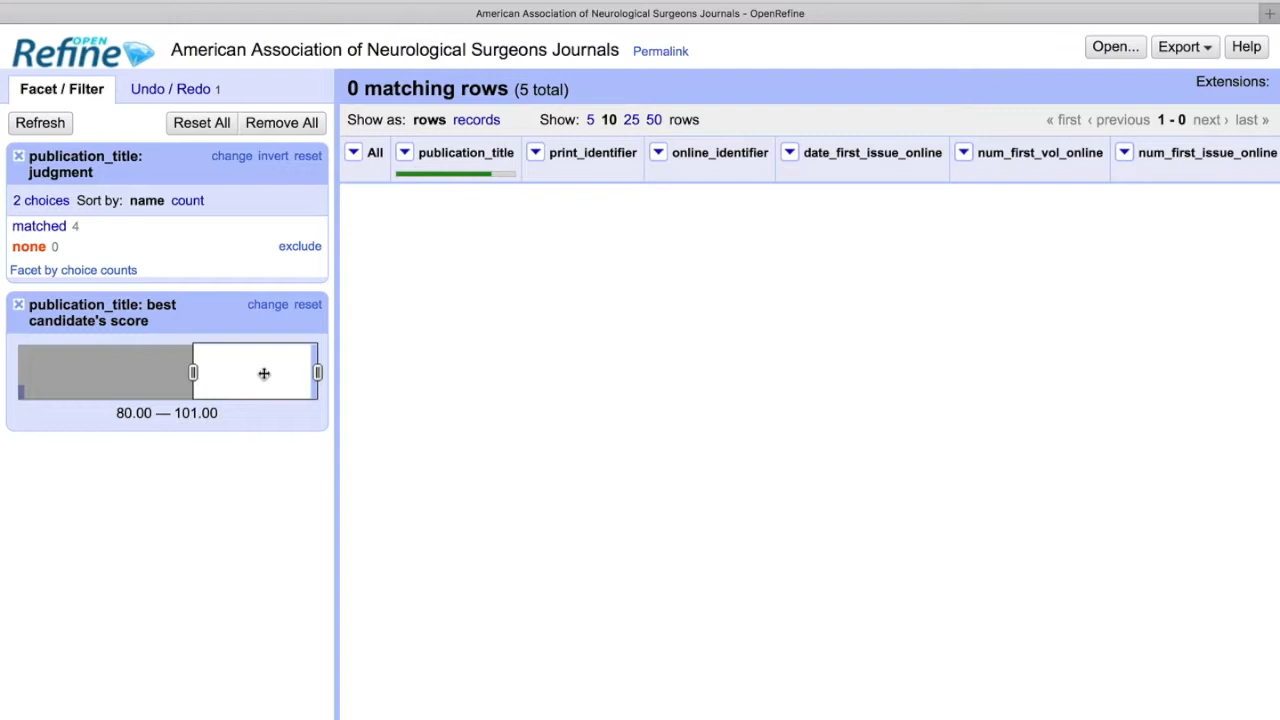 American Association of Neurological Surgeons Journals - OpenRefine
OPEN
Refine
American Association of Neurological Surgeons Journals
Permalink
Open...
Export
Help
Facet / Filter
Undo / Redo 1
0 matching rows (5 total)
Extensions:
Refresh
Reset All
Remove All
Show as: rows records
Show: 5 10 25 50 rows
« first ‹ previous 1 - 0 next › last »
publication_title: judgment
change invert reset
All
publication_title
print_identifier
online_identifier
date_first_issue_online
num_first_vol_online
num_first_issue_online
2 choices Sort by: name count
matched 4
none 0
exclude
Facet by choice counts
publication_title: best
candidate's score
change reset
80.00 — 101.00